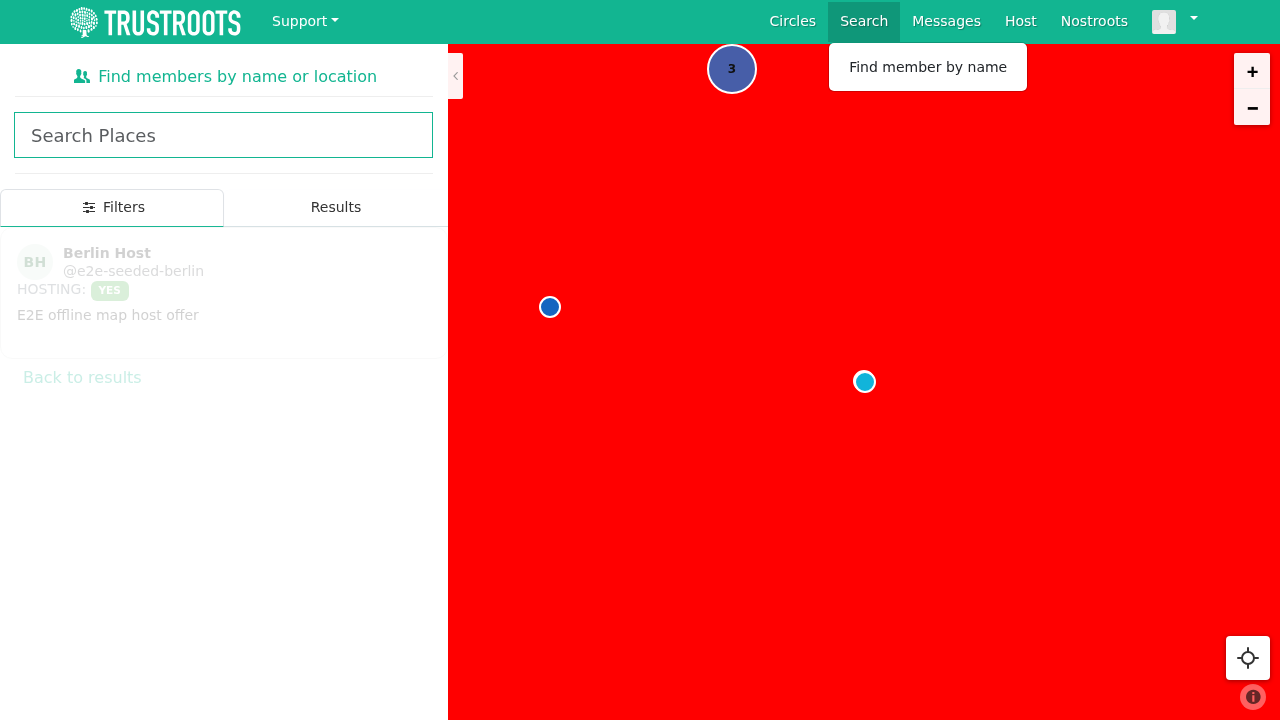 TRUSTROOTS Support Circles Search Messages Host Nostroots
Find member by name
Find members by name or location
Search Places
Filters Results
BH Berlin Host
@e2e-seeded-berlin
HOSTING: YES
E2E offline map host offer
Back to results
3
+
−